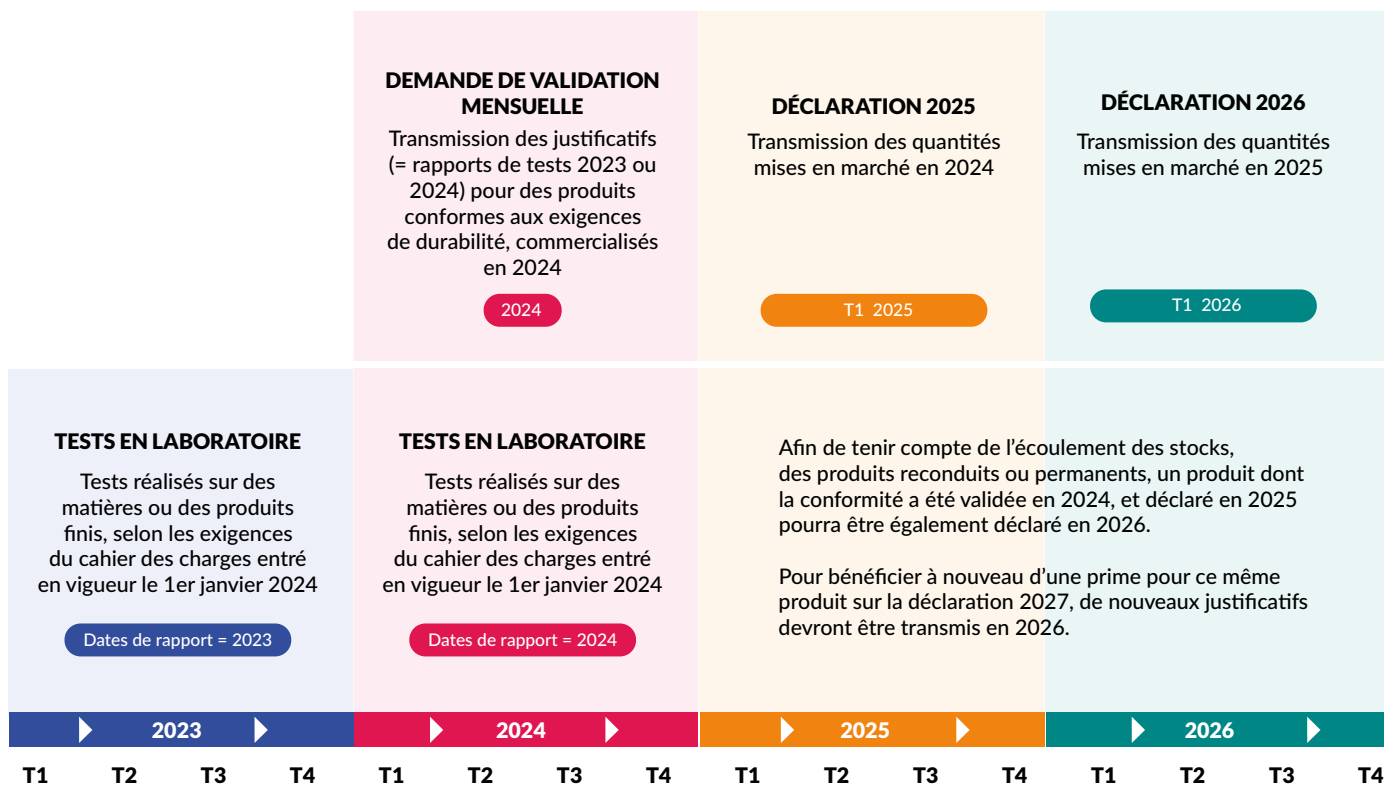 DEMANDE DE VALIDATION
MENSUELLE
Transmission des justificatifs
(= rapports de tests 2023 ou
2024) pour des produits
conformes aux exigences
de durabilité, commercialisés
en 2024
2024
DÉCLARATION 2025
Transmission des quantités
mises en marché en 2024
T1 2025
DÉCLARATION 2026
Transmission des quantités
mises en marché en 2025
T1 2026
TESTS EN LABORATOIRE
Tests réalisés sur des
matières ou des produits
finis, selon les exigences
du cahier des charges entré
en vigueur le 1er janvier 2024
Dates de rapport = 2023
TESTS EN LABORATOIRE
Tests réalisés sur des
matières ou des produits
finis, selon les exigences
du cahier des charges entré
en vigueur le 1er janvier 2024
Dates de rapport = 2024
Afin de tenir compte de l’écoulement des stocks,
des produits reconduits ou permanents, un produit dont
la conformité a été validée en 2024, et déclaré en 2025
pourra être également déclaré en 2026.
Pour bénéficier à nouveau d’une prime pour ce même
produit sur la déclaration 2027, de nouveaux justificatifs
devront être transmis en 2026.
2023 2024 2025 2026
T1 T2 T3 T4 T1 T2 T3 T4 T1 T2 T3 T4 T1 T2 T3 T4